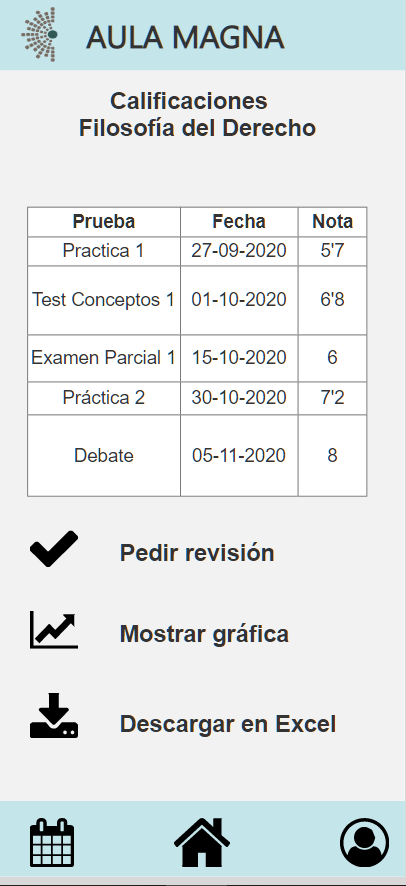 AULA MAGNA
Calificaciones
Filosofía del Derecho
Prueba Fecha Nota
Practica 1 27-09-2020 5'7
Test Conceptos 1 01-10-2020 6'8
Examen Parcial 1 15-10-2020 6
Práctica 2 30-10-2020 7'2
Debate 05-11-2020 8
Pedir revisión
Mostrar gráfica
Descargar en Excel